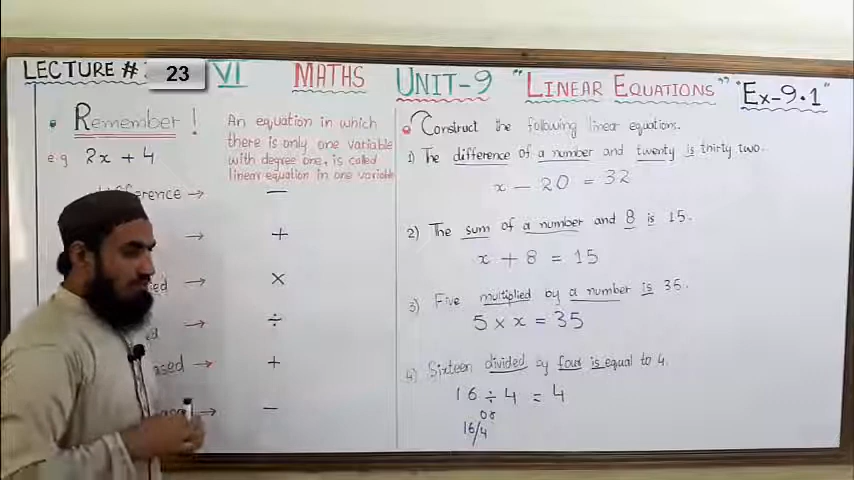 LECTURE # 23 VI MATHS UNIT-9 "LINEAR EQUATIONS" "Ex-9.1"
Remember!
e.g 2x + 4
An equation in which
there is only one variable
with degree one, is called
linear equation in one variable
→ −
→ +
→ ×
→ ÷
→ +
→ −
Construct the following linear equations.
1) The difference of a number and twenty is thirty two.
x − 20 = 32
2) The sum of a number and 8 is 15.
x + 8 = 15
3) Five multiplied by a number is 35.
5 × x = 35
4) Sixteen divided by four is equal to 4.
16 ÷ 4 = 4
or
16/4